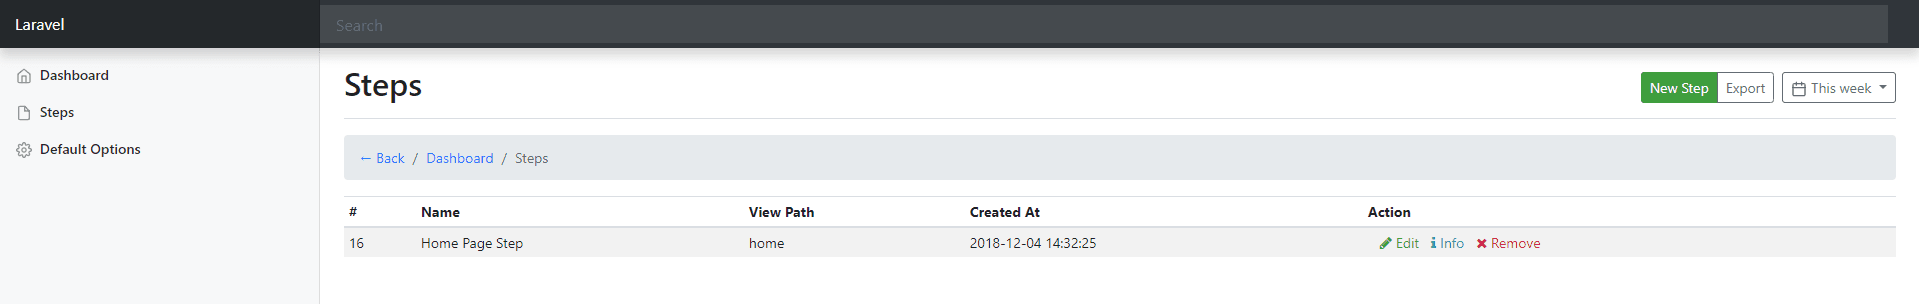 Laravel
Search
Dashboard
Steps
Default Options
Steps
New Step Export This week
← Back / Dashboard / Steps
# Name View Path Created At Action
16 Home Page Step home 2018-12-04 14:32:25 Edit Info Remove